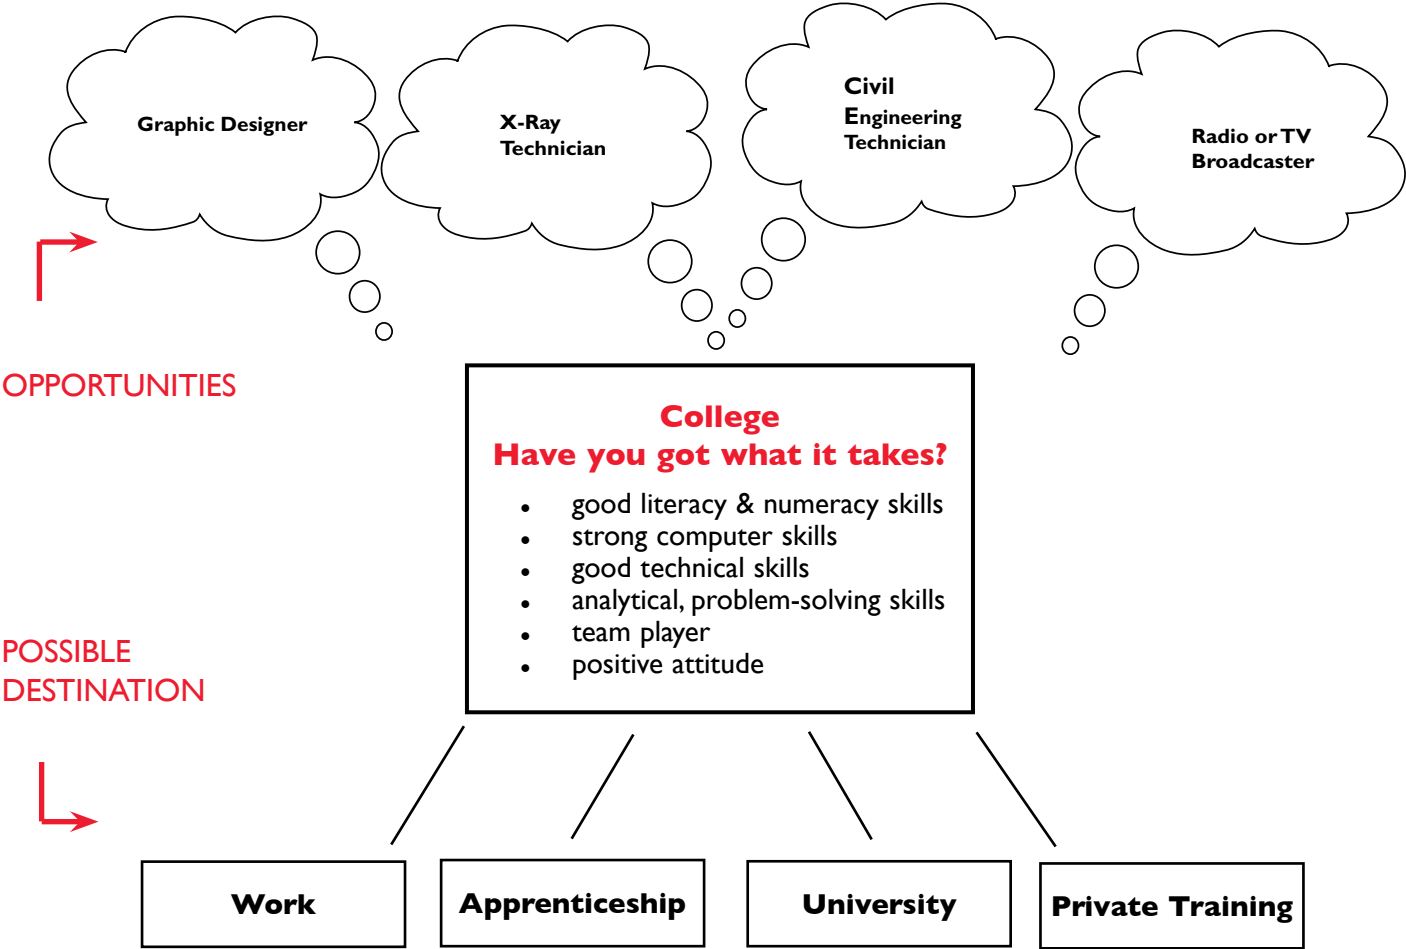 Graphic Designer
X-Ray
Technician
Civil
Engineering
Technician
Radio or TV
Broadcaster
OPPORTUNITIES
College
Have you got what it takes?
• good literacy & numeracy skills
• strong computer skills
• good technical skills
• analytical, problem-solving skills
• team player
• positive attitude
POSSIBLE
DESTINATION
Work
Apprenticeship
University
Private Training